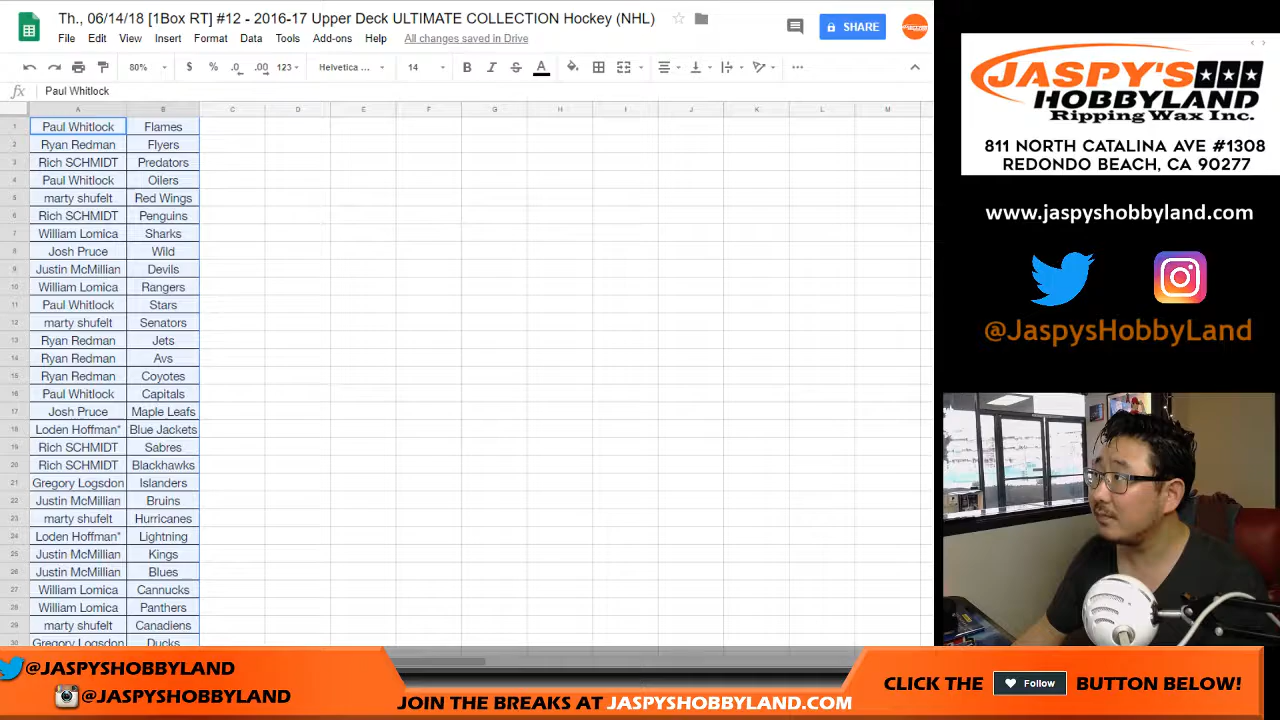 Th., 06/14/18 [1Box RT] #12 - 2016-17 Upper Deck ULTIMATE COLLECTION Hockey (NHL)
File Edit View Insert Format Data Tools Add-ons Help All changes saved in Drive
SHARE
80% $ % .0 .00 123 Helvetica ... 14 B I S A
fx Paul Whitlock
A B C D E F G H I J K L M
1 Paul Whitlock Flames
2 Ryan Redman Flyers
3 Rich SCHMIDT Predators
4 Paul Whitlock Oilers
5 marty shufelt Red Wings
6 Rich SCHMIDT Penguins
7 William Lomica Sharks
8 Josh Pruce Wild
9 Justin McMillian Devils
10 William Lomica Rangers
11 Paul Whitlock Stars
12 marty shufelt Senators
13 Ryan Redman Jets
14 Ryan Redman Avs
15 Ryan Redman Coyotes
16 Paul Whitlock Capitals
17 Josh Pruce Maple Leafs
18 Loden Hoffman* Blue Jackets
19 Rich SCHMIDT Sabres
20 Rich SCHMIDT Blackhawks
21 Gregory Logsdon Islanders
22 Justin McMillian Bruins
23 marty shufelt Hurricanes
24 Loden Hoffman* Lightning
25 Justin McMillian Kings
26 Justin McMillian Blues
27 William Lomica Cannucks
28 William Lomica Panthers
29 marty shufelt Canadiens
30 Gregory Logsdon Ducks
JASPY'S
HOBBYLAND
Ripping Wax Inc.
811 NORTH CATALINA AVE #1308
REDONDO BEACH, CA 90277
www.jaspyshobbyland.com
@JaspysHobbyLand
@JASPYSHOBBYLAND
@JASPYSHOBBYLAND
JOIN THE BREAKS AT JASPYSHOBBYLAND.COM
CLICK THE Follow BUTTON BELOW!